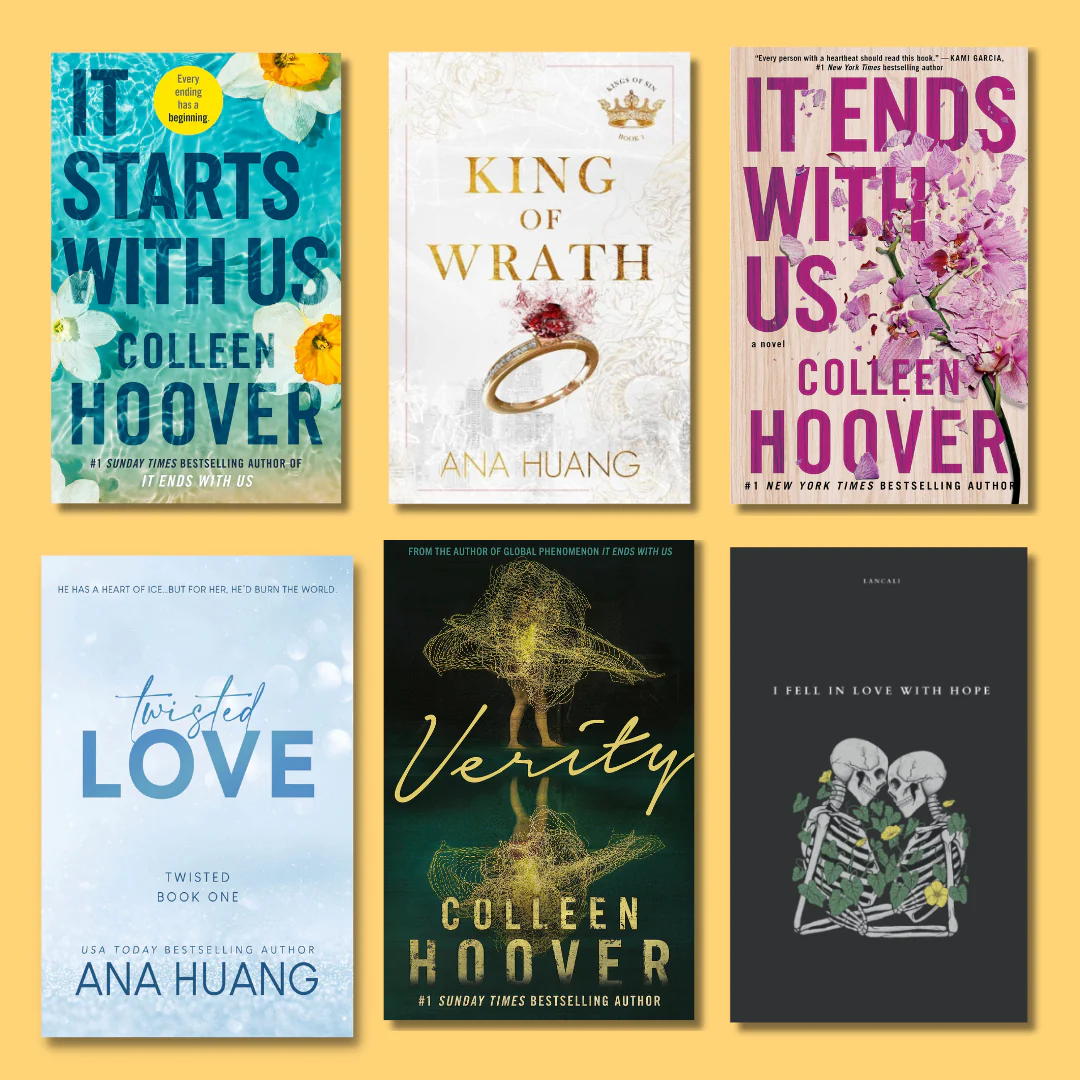 Every
ending
has a
beginning.
IT
STARTS
WITH US
COLLEEN
HOOVER
#1 SUNDAY TIMES BESTSELLING AUTHOR OF
IT ENDS WITH US
KINGS OF SIN
BOOK 1
KING
OF
WRATH
ANA HUANG
"Every person with a heartbeat should read this book." —KAMI GARCIA,
#1 New York Times bestselling author
IT ENDS
WITH
US
a novel
COLLEEN
HOOVER
#1 NEW YORK TIMES BESTSELLING AUTHOR
HE HAS A HEART OF ICE...BUT FOR HER, HE'D BURN THE WORLD.
twisted
LOVE
TWISTED
BOOK ONE
USA TODAY BESTSELLING AUTHOR
ANA HUANG
FROM THE AUTHOR OF GLOBAL PHENOMENON IT ENDS WITH US
Verity
COLLEEN
HOOVER
#1 SUNDAY TIMES BESTSELLING AUTHOR
LANCALI
I FELL IN LOVE WITH HOPE